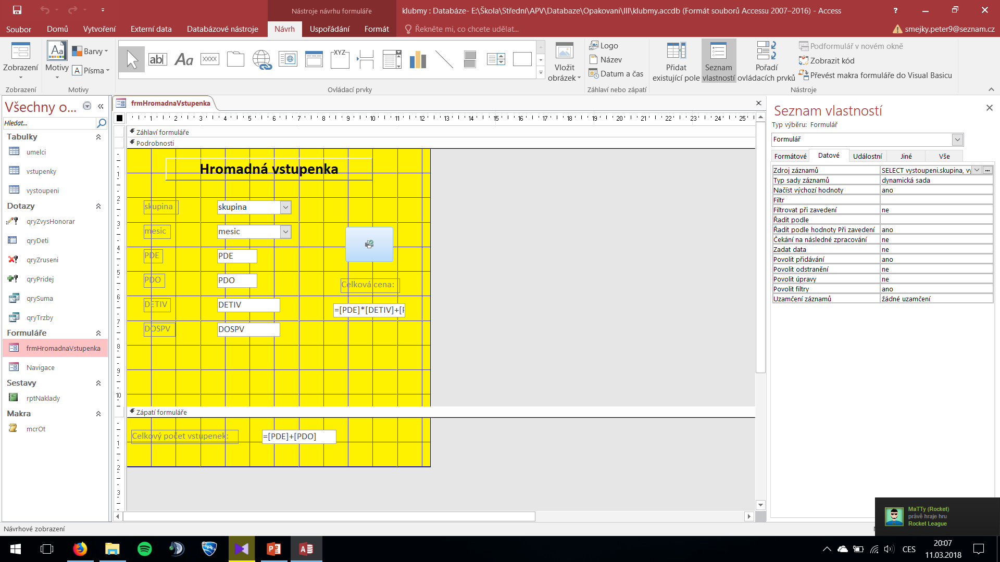 Nástroje návrhu formuláře
klubmy : Databáze- E:\Škola\Střední\APV\Databaze\Opakovani\III\klubmy.accdb (Formát souborů Accessu 2007–2016) - Access
?
Soubor Domů Vytvoření Externí data Databázové nástroje Návrh Uspořádání Formát Řekněte mi, co chcete udělat... smejky.peter9@seznam.cz
Zobrazení
Motivy
Aa
Barvy
A Písma
ab|
Aa
xxxx
XYZ
Vložit obrázek
Logo
Název
Datum a čas
Přidat existující pole
Seznam vlastností
Pořadí ovládacích prvků
Podformulář v novém okně
Zobrazit kód
Převést makra formuláře do Visual Basicu
Zobrazení Motivy Ovládací prvky Záhlaví nebo zápatí Nástroje
Všechny o...
Hledat...
Tabulky
umelci
vstupenky
vystoupeni
Dotazy
qryZvysHonorar
qryDeti
qryZruseni
qryPridej
qrySuma
qryTrzby
Formuláře
frmHromadnaVstupenka
Navigace
Sestavy
rptNaklady
Makra
mcrOt
frmHromadnaVstupenka
1 2 3 4 5 6 7 8 9 10 11 12 13 14 15 16 17 18 19 20 21 22 23 24 25
Záhlaví formuláře
Podrobnosti
1 2 3 4 5 6 7 8 9 10
Hromadná vstupenka
skupina skupina
mesic mesic
PDE PDE
PDO PDO
Celková cena:
DETIV DETIV
=[PDE]*[DETIV]+[F
DOSPV DOSPV
Zápatí formuláře
1 2 3
Celkový počet vstupenek: =[PDE]+[PDO]
Seznam vlastností
Typ výběru: Formulář
Formulář
Formátové Datové Událostní Jiné Vše
Zdroj záznamů SELECT vystoupeni.skupina, vy ...
Typ sady záznamů dynamická sada
Načíst výchozí hodnoty ano
Filtr
Filtrovat při zavedení ne
Řadit podle
Řadit podle hodnoty Při zavedení ano
Čekání na následné zpracování ne
Zadat data ne
Povolit přidávání ano
Povolit odstranění ne
Povolit úpravy ne
Povolit filtry ano
Uzamčení záznamů žádné uzamčení
MaTTy (Rocket)
právě hraje hru
Rocket League
Návrhové zobrazení
CES
20:07
11.03.2018